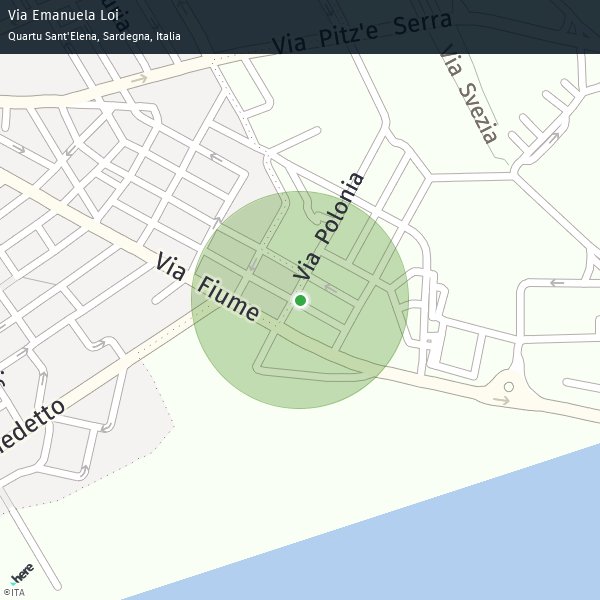 Via Emanuela Loi
Quartu Sant'Elena, Sardegna, Italia
Via Pitz'e Serra
Via Svezia
Via Polonia
Via Fiume
nedetto
here
©ITA